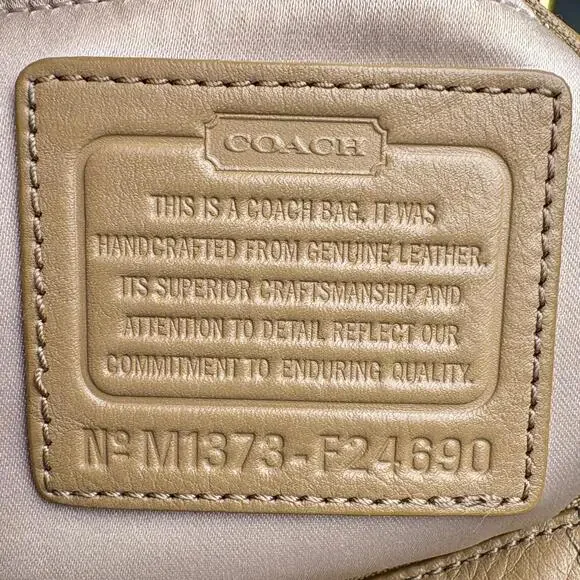 COACH
THIS IS A COACH BAG. IT WAS
HANDCRAFTED FROM GENUINE LEATHER.
ITS SUPERIOR CRAFTSMANSHIP AND
ATTENTION TO DETAIL REFLECT OUR
COMMITMENT TO ENDURING QUALITY.
Nº M1373-F24690